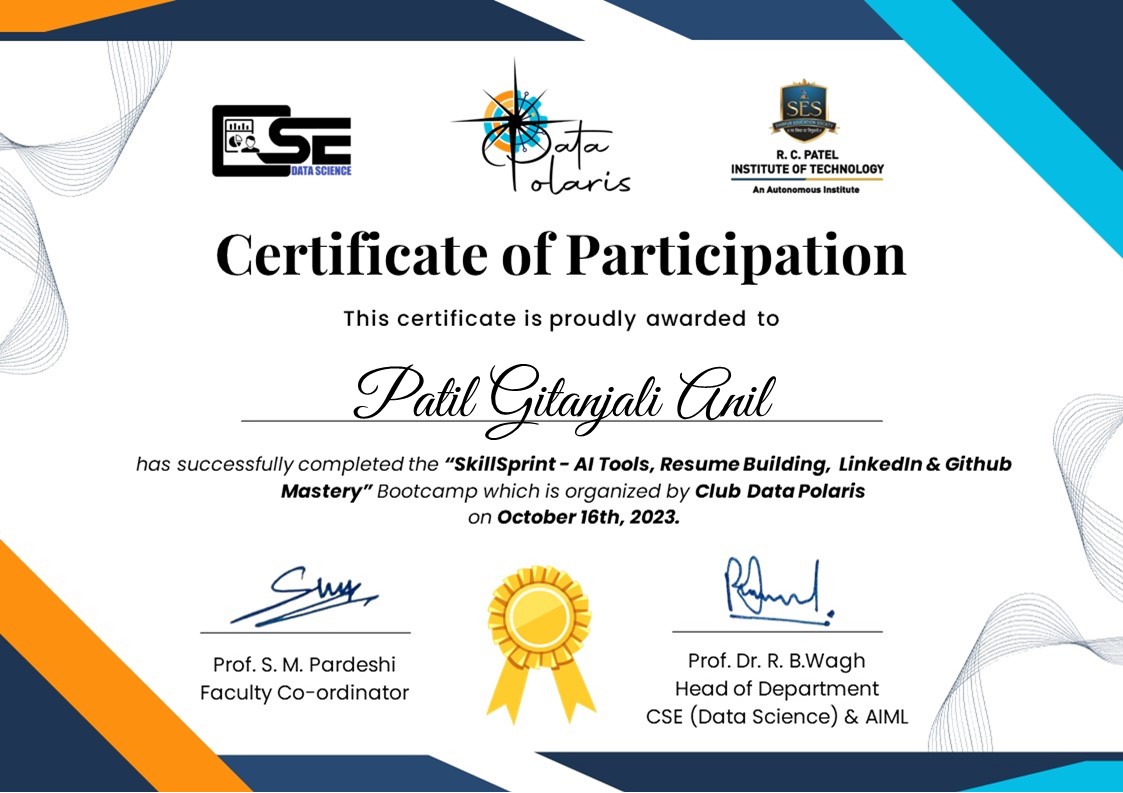 CSE
DATA SCIENCE
Data
Polaris
SES
R. C. PATEL
INSTITUTE OF TECHNOLOGY
An Autonomous Institute
Certificate of Participation
This certificate is proudly awarded to
Patil Gitanjali Anil
has successfully completed the “SkillSprint - AI Tools, Resume Building, LinkedIn & Github
Mastery” Bootcamp which is organized by Club Data Polaris
on October 16th, 2023.
Prof. S. M. Pardeshi
Faculty Co-ordinator
Prof. Dr. R. B.Wagh
Head of Department
CSE (Data Science) & AIML